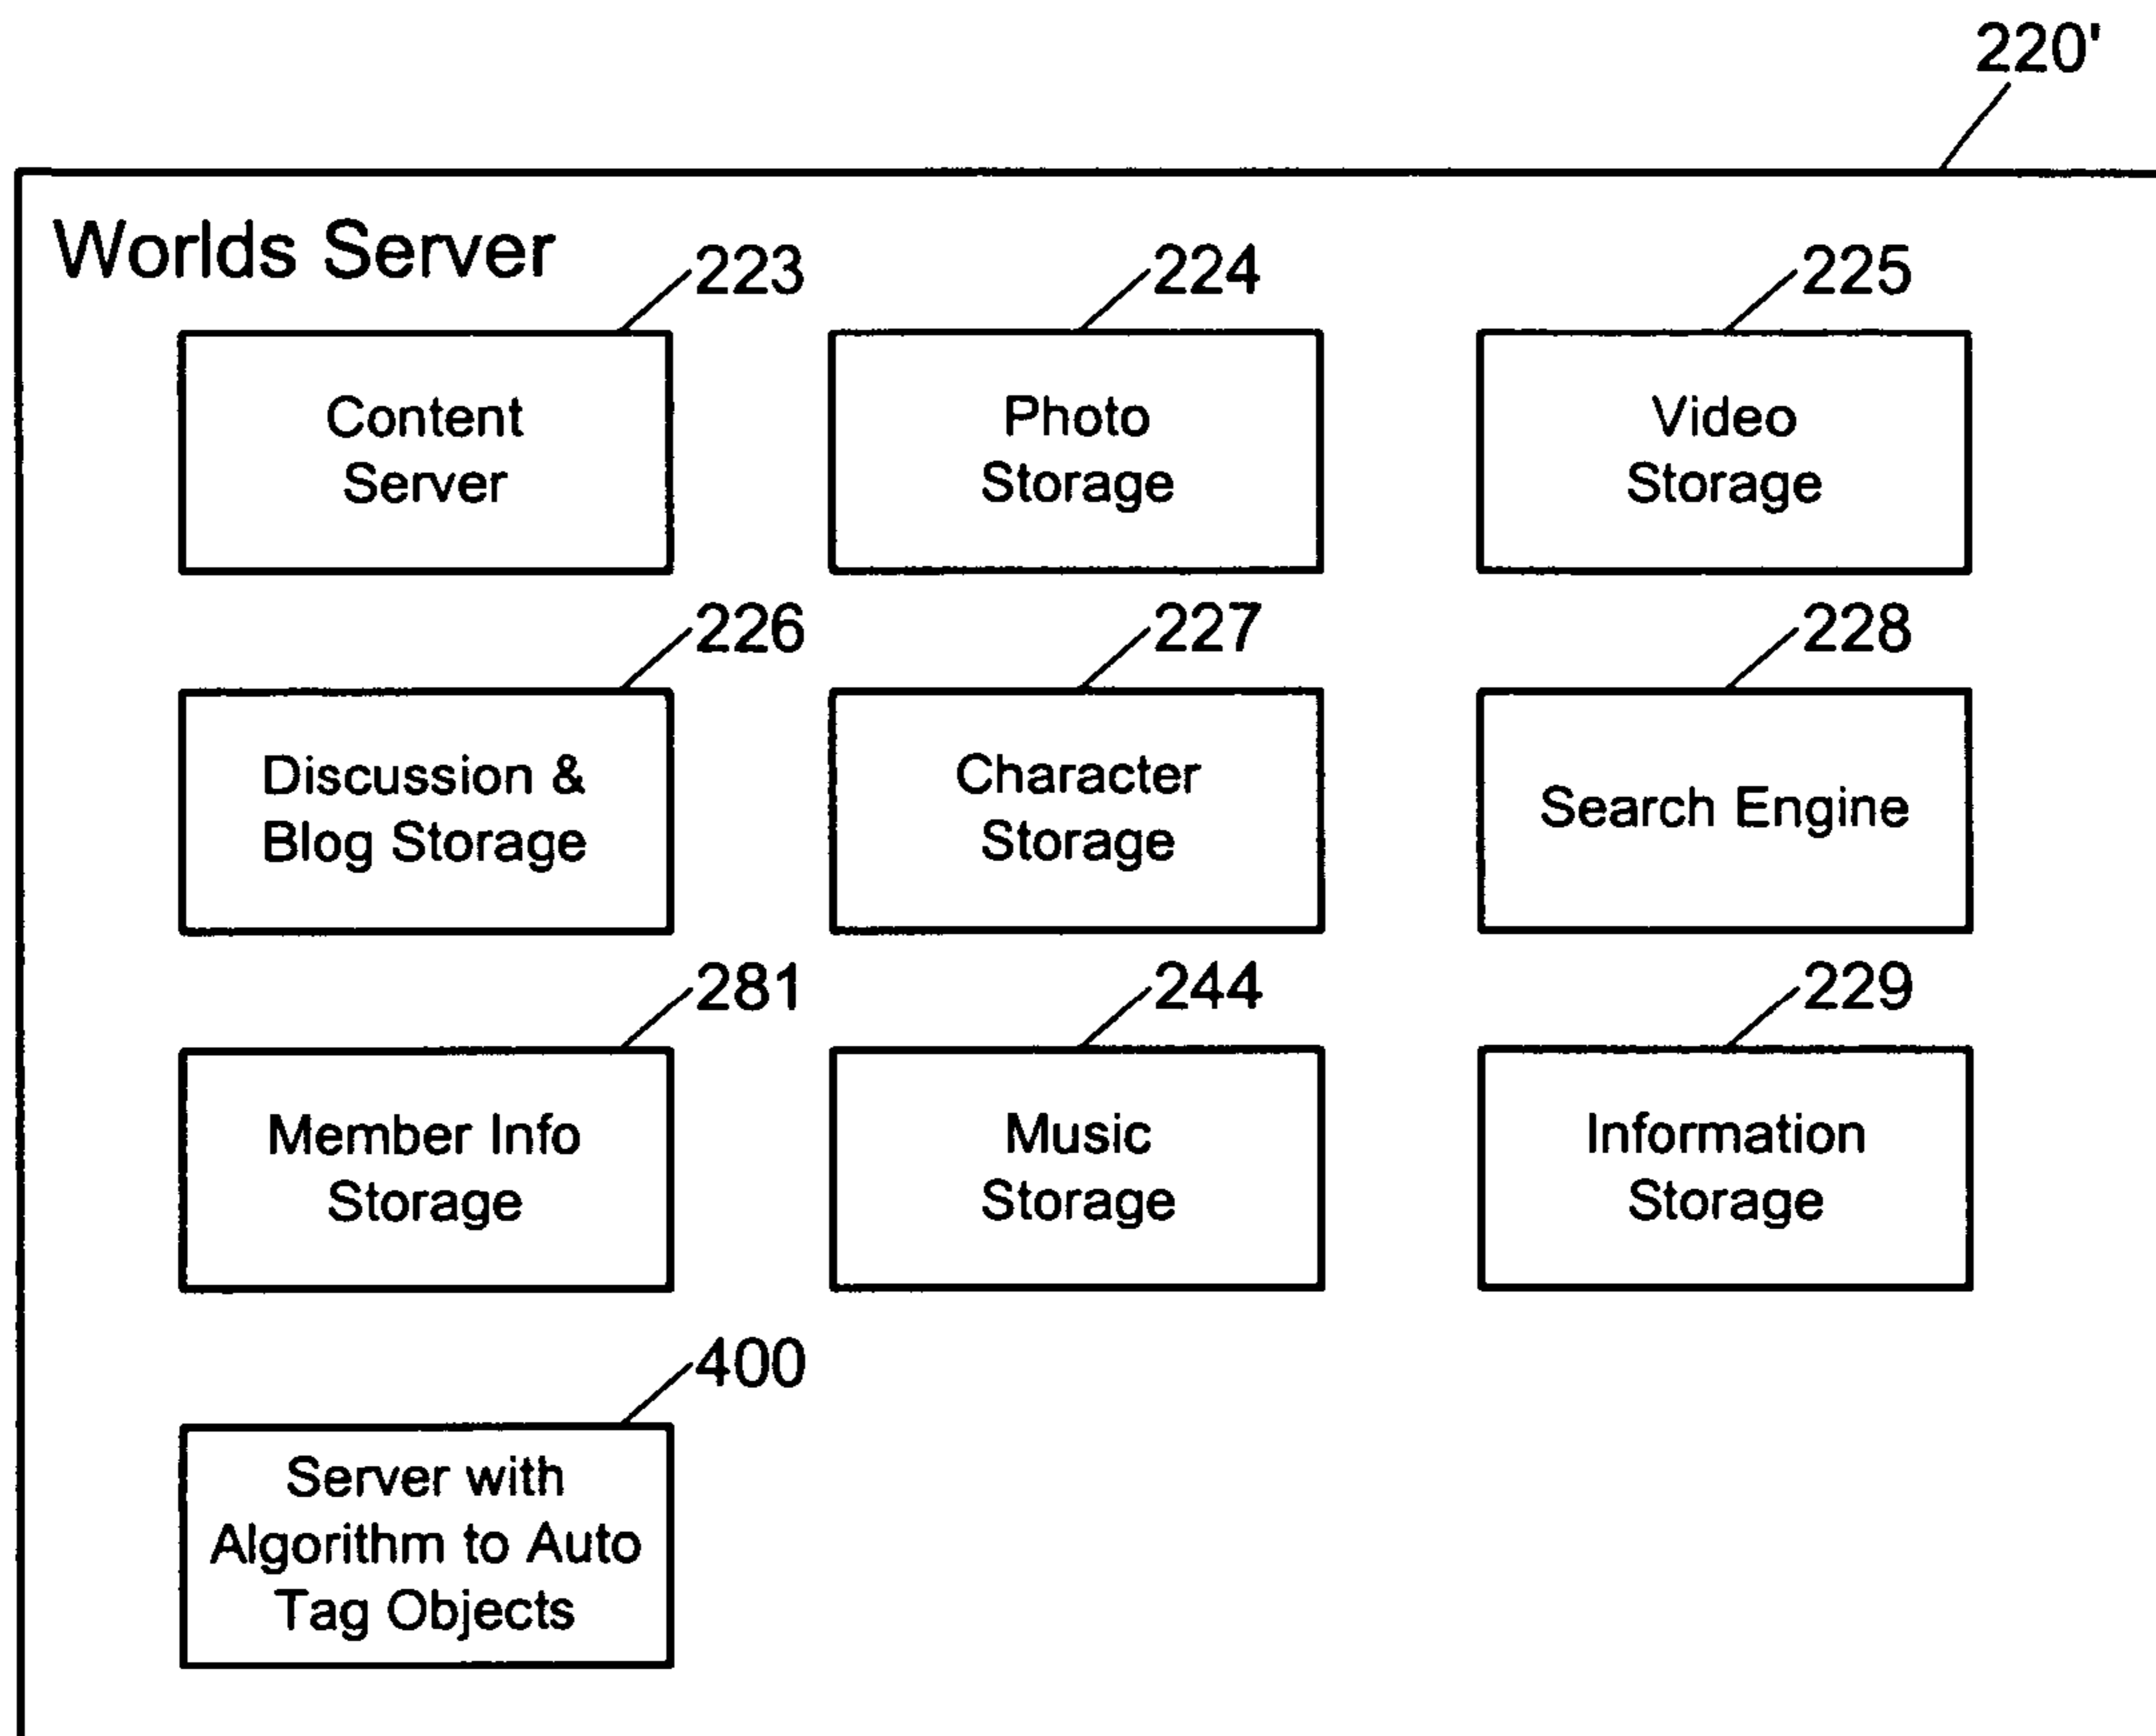 220'
Worlds Server
223
224
225
Content
Server
Photo
Storage
Video
Storage
226
227
228
Discussion &
Blog Storage
Character
Storage
Search Engine
281
244
229
Member Info
Storage
Music
Storage
Information
Storage
400
Server with
Algorithm to Auto
Tag Objects